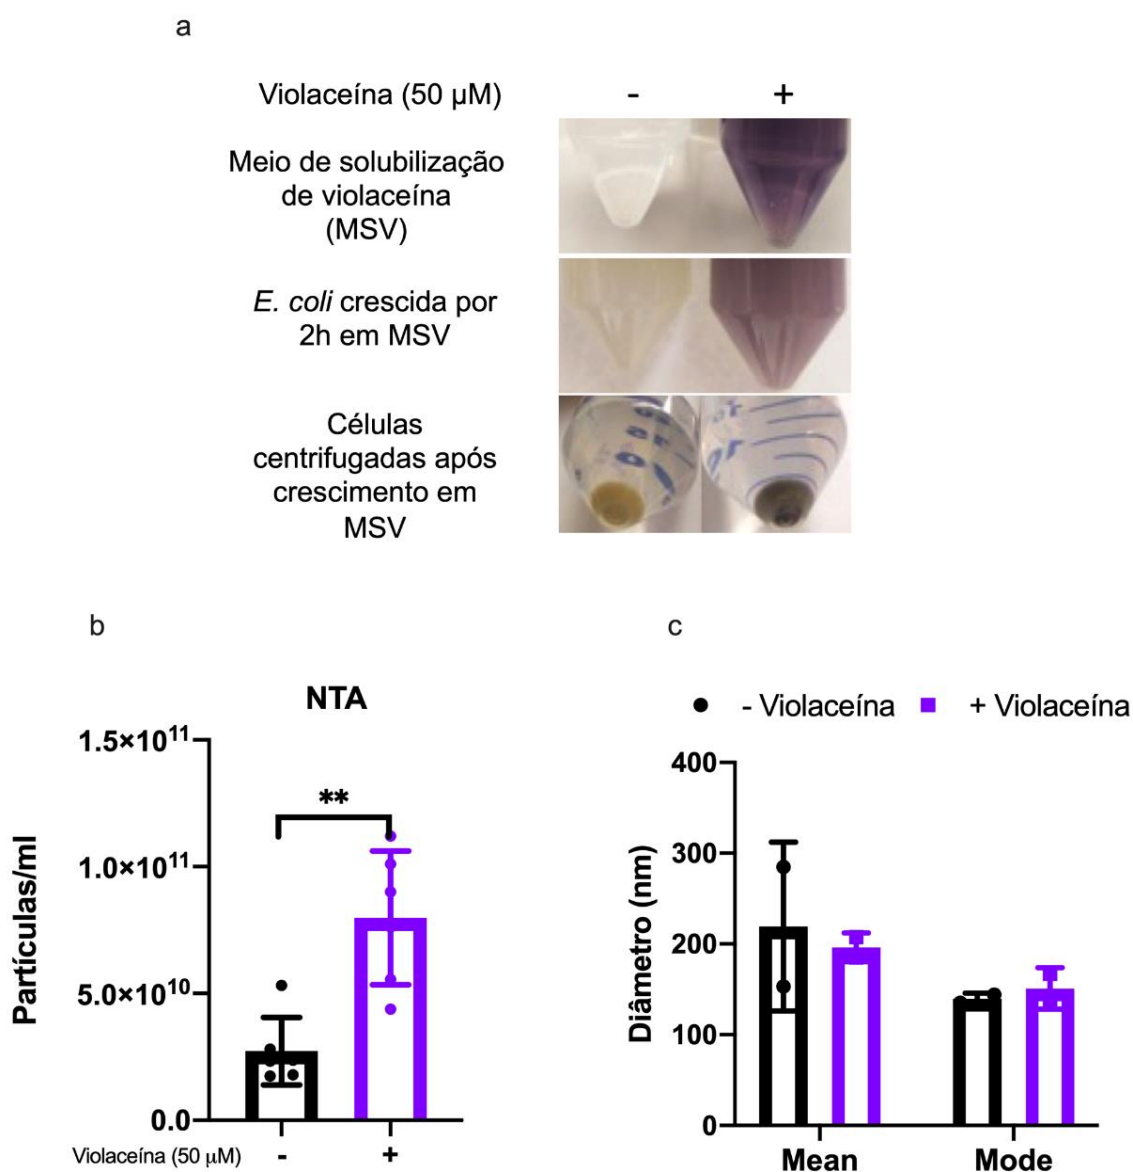 a
Violaceína (50 μM)
-
+
Meio de solubilização
de violaceína
(MSV)
E. coli crescida por
2h em MSV
Células
centrifugadas após
crescimento em
MSV
b
c
NTA
- Violaceína
+ Violaceína
1.5×10¹¹
1.0×10¹¹
5.0×10¹⁰
0.0
**
Partículas/ml
Violaceína (50 μM)
-
+
400
300
200
100
0
Diâmetro (nm)
Mean
Mode